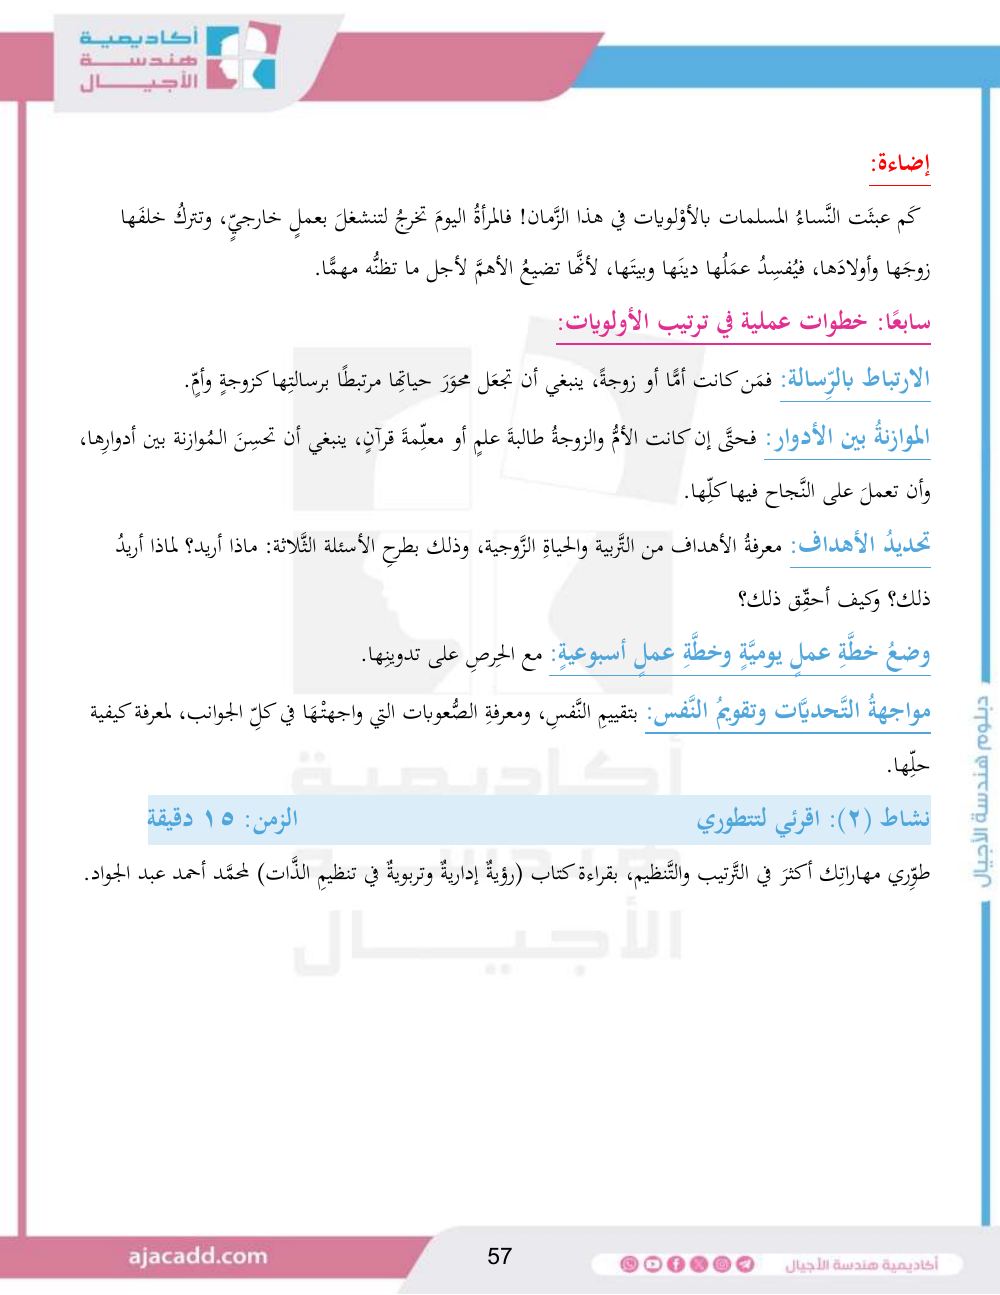 أكاديمية
هندسة
الأجيال
إضاءة:
كَم عبثَت النَّساءُ المسلمات بالأوْلويات في هذا الزَّمان! فالمرأةُ اليومَ تخرجُ لتنشغلَ بعملٍ خارجيّ، وتتركُ خلفَها
زوجَها وأولادَها، فيُفسِدُ عمَلُها دينَها وبيتَها، لأنَّها تضيعُ الأهمَّ لأجل ما تظنُّه مهمًّا.
سابعًا: خطوات عملية في ترتيب الأولويات:
الارتباط بالرِّسالة: فمَن كانت أمًّا أو زوجةً، ينبغي أن تجعَل محوَرَ حياتِها مرتبطًا برسالتِها كزوجةٍ وأمٍّ.
الموازنةُ بين الأدوار: فحتَّى إن كانت الأمُّ والزوجةُ طالبةَ علمٍ أو معلِّمةَ قرآنٍ، ينبغي أن تحسِنَ المُوازنة بين أدوارِها،
وأن تعملَ على النَّجاح فيها كلِّها.
تحديدُ الأهداف: معرفةُ الأهداف من التَّربية والحياةِ الزَّوجية، وذلك بطرحِ الأسئلة الثَّلاثة: ماذا أريد؟ لماذا أريدُ
ذلك؟ وكيف أحقِّق ذلك؟
وضعُ خطَّةِ عملٍ يوميَّةٍ وخطَّةِ عملٍ أسبوعيةٍ: مع الحِرصِ على تدوينِها.
مواجهةُ التَّحديَّات وتقويمُ النَّفس: بتقييمِ النَّفسِ، ومعرفةِ الصُّعوبات التي واجهتْهَا في كلِّ الجوانب، لمعرفة كيفية
حلِّها.
نشاط (٢): اقرئي لتتطوري الزمن: ١٥ دقيقة
طوِّري مهاراتِك أكثرَ في التَّرتيب والتَّنظيم، بقراءة كتاب (رؤيةٌ إداريةٌ وتربويةٌ في تنظيمِ الذَّات) لمحمَّد أحمد عبد الجواد.
أكاديمية
هندسة
الأجيال
دبلوم هندسة الأجيال
ajacadd.com
57
أكاديمية هندسة الأجيال